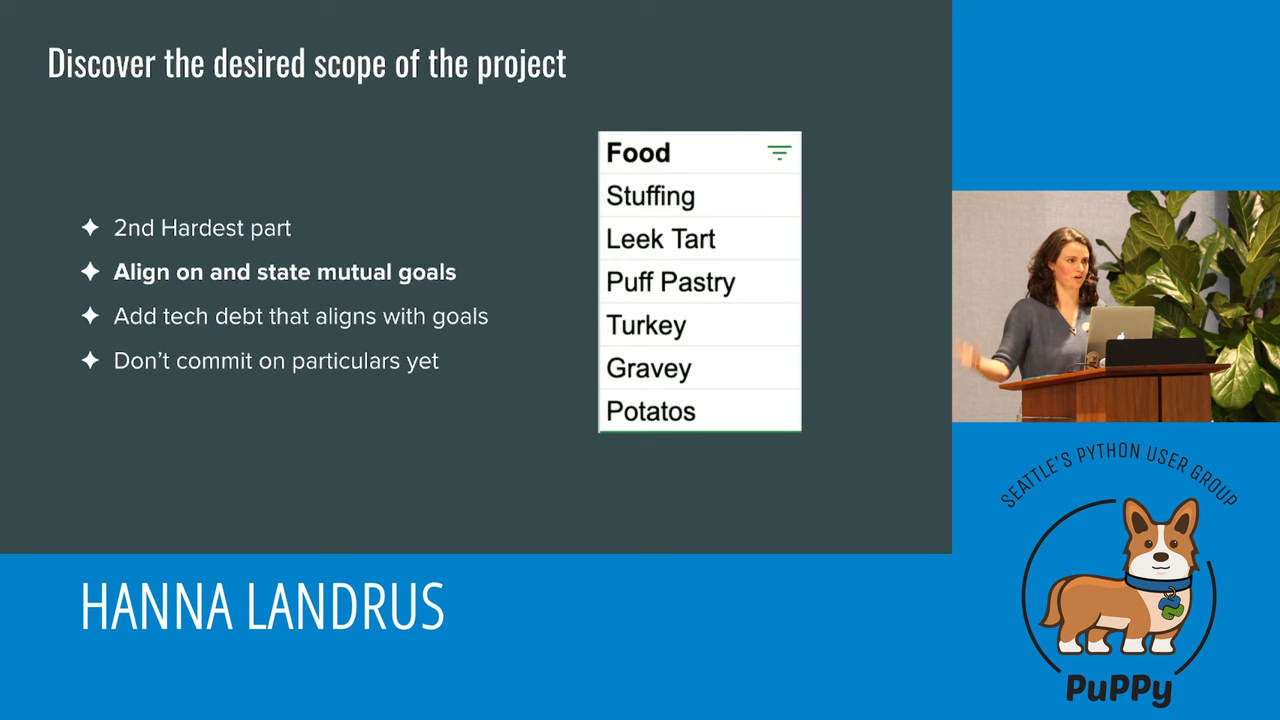 Discover the desired scope of the project
2nd Hardest part
Align on and state mutual goals
Add tech debt that aligns with goals
Don't commit on particulars yet
Food
Stuffing
Leek Tart
Puff Pastry
Turkey
Gravey
Potatos
HANNA LANDRUS
SEATTLE'S PYTHON USER GROUP
PuPPy